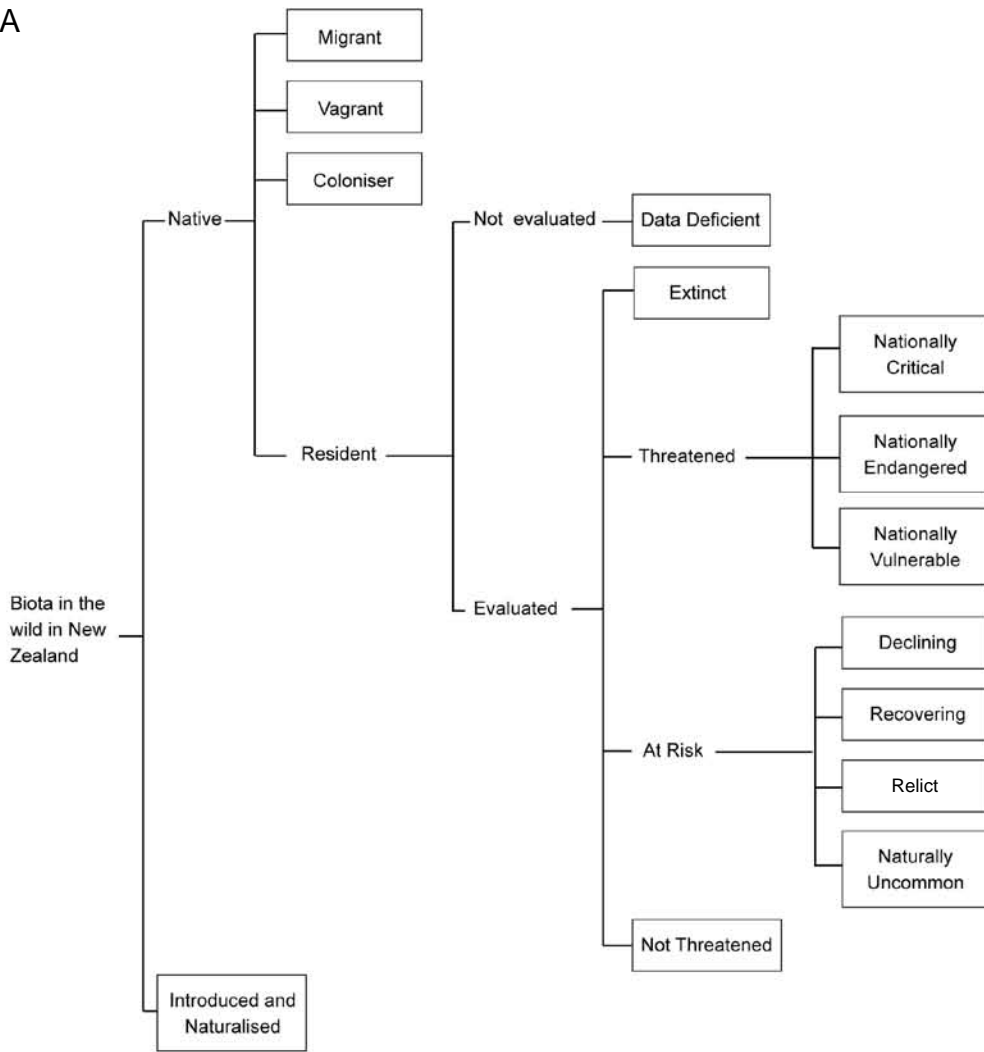 A
Migrant
Vagrant
Coloniser
Native
Not evaluated
Data Deficient
Extinct
Nationally
Critical
Nationally
Endangered
Nationally
Vulnerable
Threatened
Resident
Evaluated
Biota in the
wild in New
Zealand
Declining
Recovering
Relict
Naturally
Uncommon
At Risk
Not Threatened
Introduced and
Naturalised